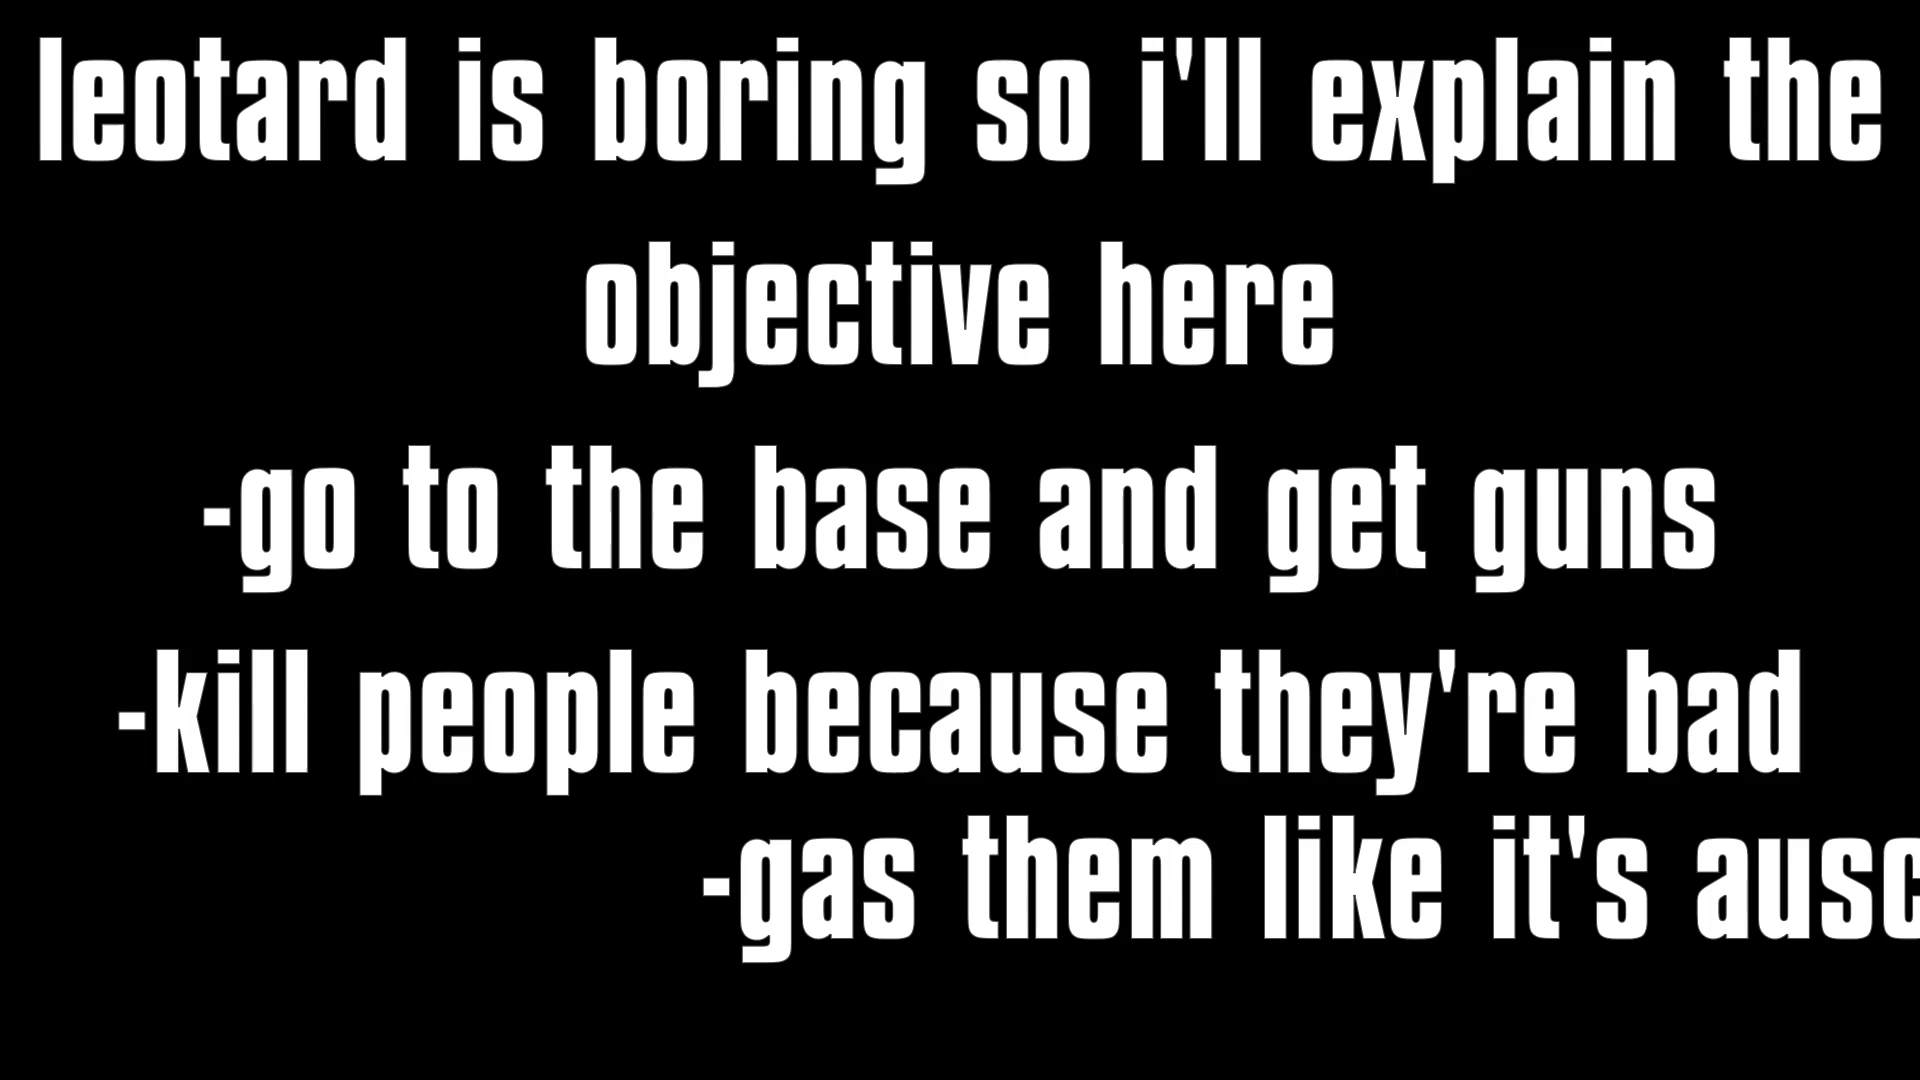 leotard is boring so i'll explain the
objective here
-go to the base and get guns
-kill people because they're bad
-gas them like it's